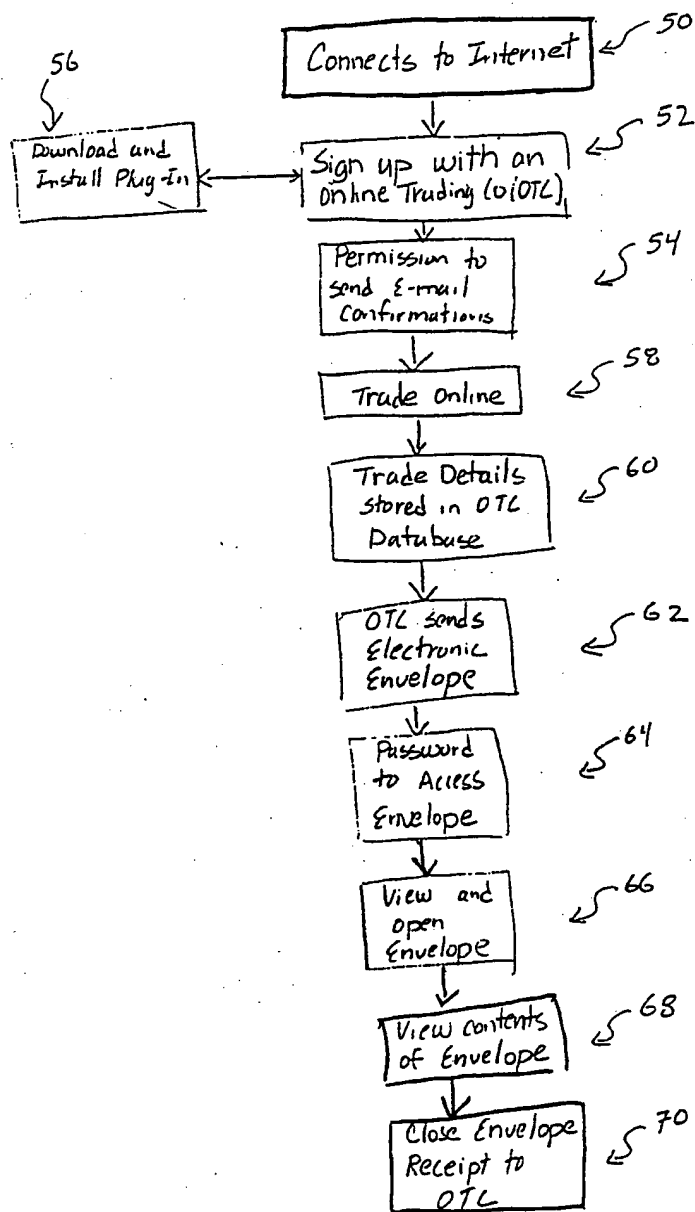 50
Connects to Internet
56
52
Download and
Install Plug-In
Sign up with an
Online Trading (oiOTC)
54
Permission to
send E-mail
Confirmations
58
Trade Online
60
Trade Details
stored in OTC
Database
62
OTC sends
Electronic
Envelope
64
Password
to Access
Envelope
66
View and
open
Envelope
68
View contents
of Envelope
70
Close Envelope
Receipt to
OTC